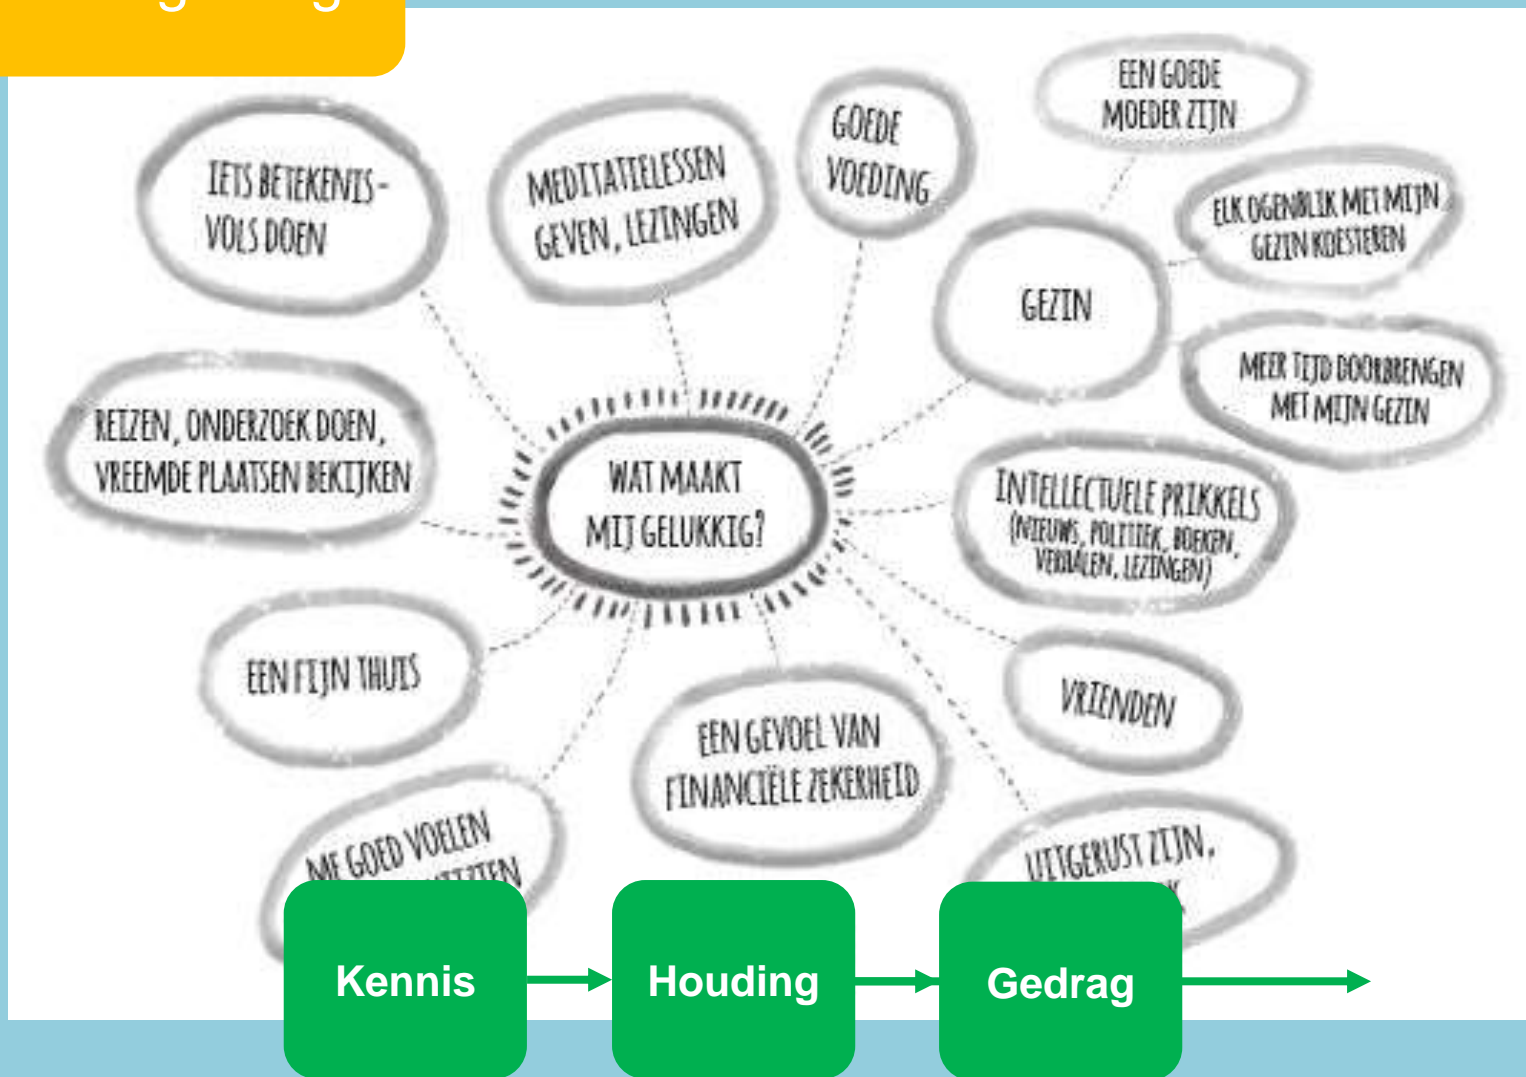 EEN GOEDE
MOEDER ZIJN
GOEDE
VOEDING
MEDITATIELESSEN
GEVEN, LEZINGEN
IETS BETEKENIS-
VOLS DOEN
ELK OGENBLIK MET MIJN
GEZIN KOESTEREN
GEZIN
MEER TIJD DOORBRENGEN
MET MIJN GEZIN
REIZEN, ONDERZOEK DOEN,
VREEMDE PLAATSEN BEKIJKEN
WAT MAAKT
MIJ GELUKKIG?
INTELLECTUELE PRIKKELS
(NIEUWS, POLITIEK, BOEKEN,
VERHALEN, LEZINGEN)
EEN FIJN THUIS
VRIENDEN
EEN GEVOEL VAN
FINANCIËLE ZEKERHEID
ME GOED VOELEN
UITGERUST ZIJN,
Kennis
Houding
Gedrag